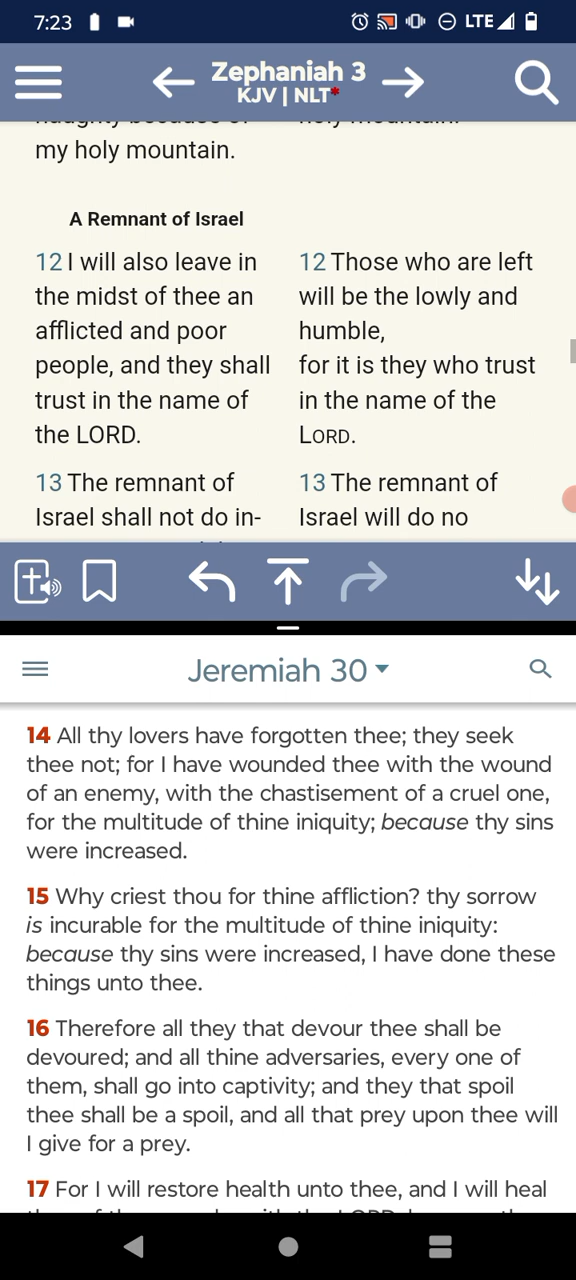 7:23
LTE
Zephaniah 3
KJV | NLT*
naughty because of
holy mountain.
my holy mountain.
A Remnant of Israel
12 I will also leave in
the midst of thee an
afflicted and poor
people, and they shall
trust in the name of
the LORD.
13 The remnant of
Israel shall not do in-
12 Those who are left
will be the lowly and
humble,
for it is they who trust
in the name of the
LORD.
13 The remnant of
Israel will do no
Jeremiah 30
14 All thy lovers have forgotten thee; they seek
thee not; for I have wounded thee with the wound
of an enemy, with the chastisement of a cruel one,
for the multitude of thine iniquity; because thy sins
were increased.
15 Why criest thou for thine affliction? thy sorrow
is incurable for the multitude of thine iniquity:
because thy sins were increased, I have done these
things unto thee.
16 Therefore all they that devour thee shall be
devoured; and all thine adversaries, every one of
them, shall go into captivity; and they that spoil
thee shall be a spoil, and all that prey upon thee will
I give for a prey.
17 For I will restore health unto thee, and I will heal